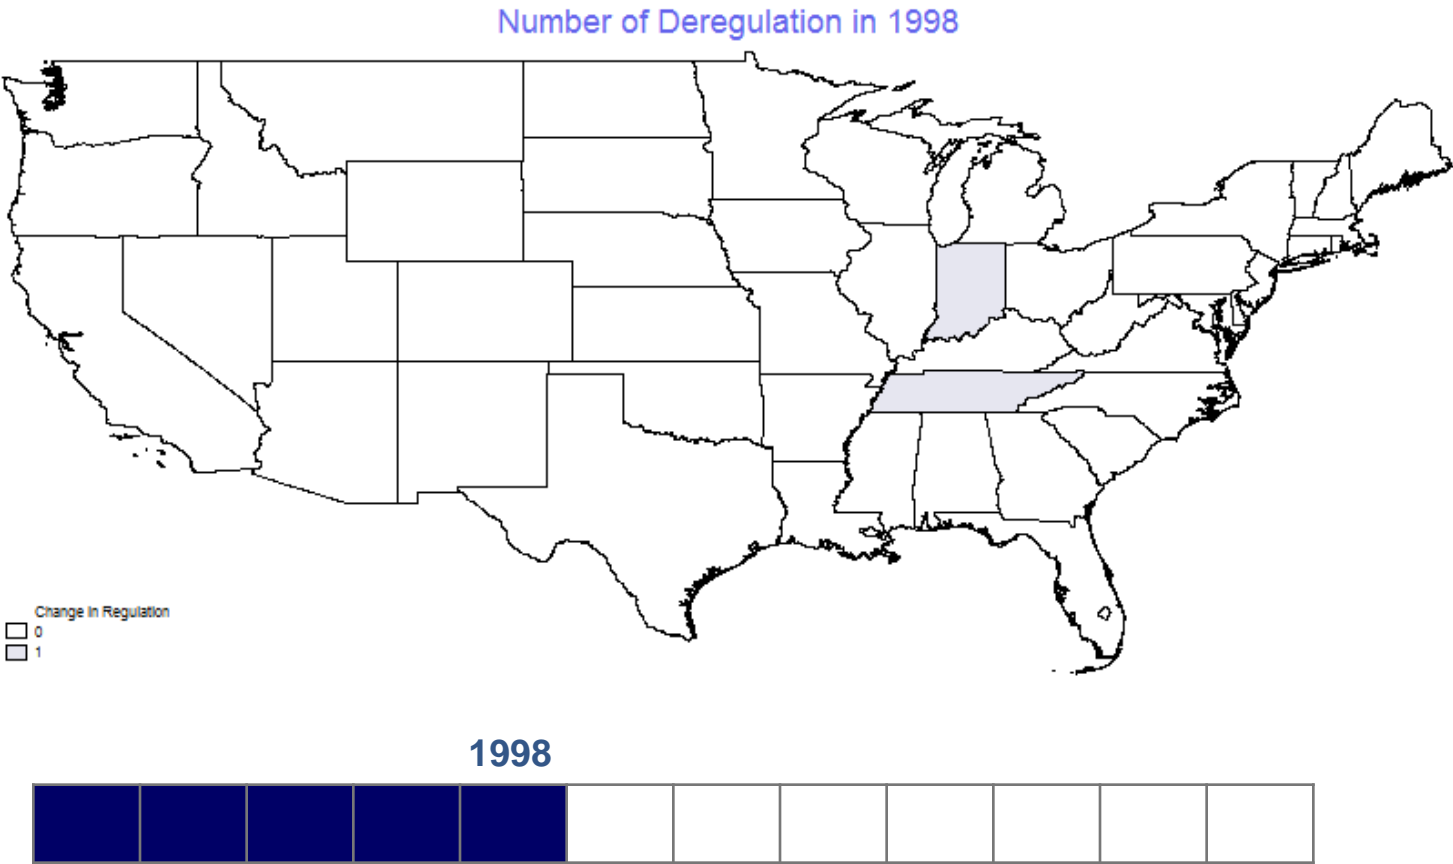 Number of Deregulation in 1998
Change in Regulation
0
1
1998